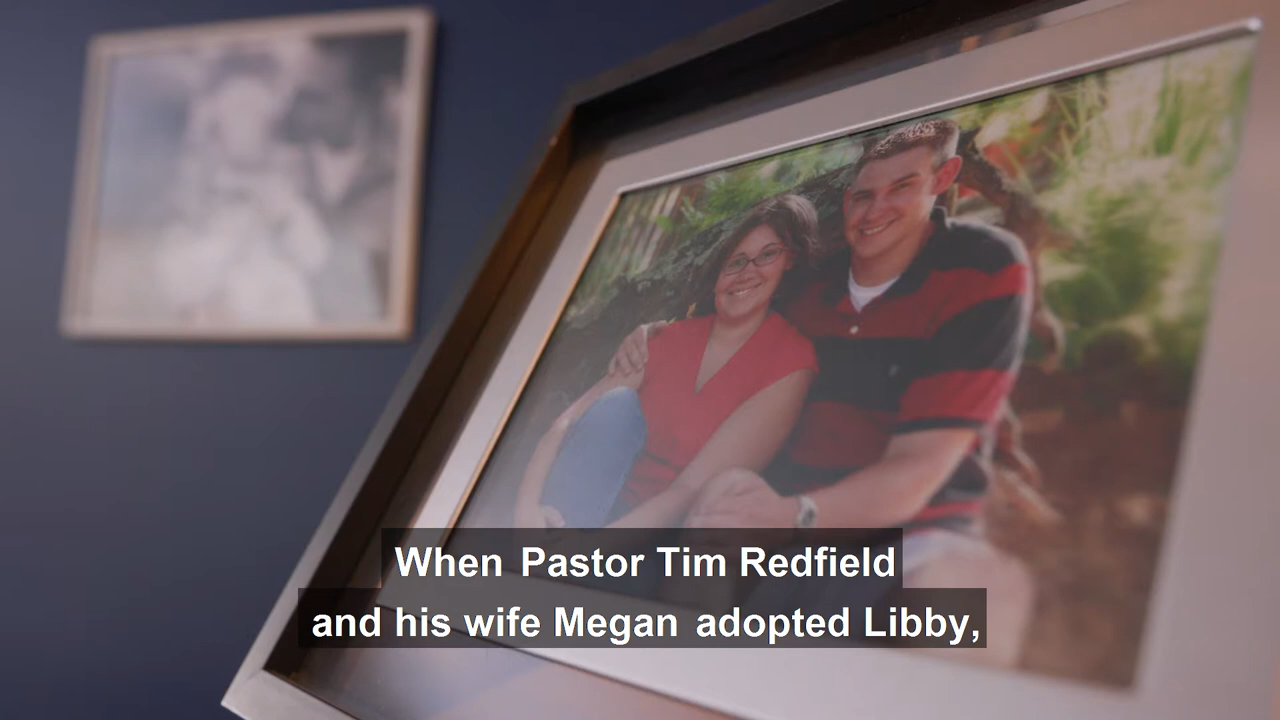 When Pastor Tim Redfield
and his wife Megan adopted Libby,